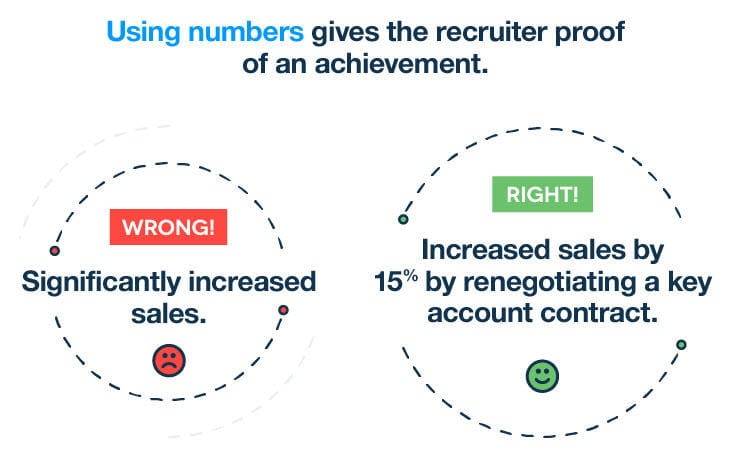 Using numbers gives the recruiter proof
of an achievement.
WRONG!
Significantly increased
sales.
RIGHT!
Increased sales by
15% by renegotiating a key
account contract.